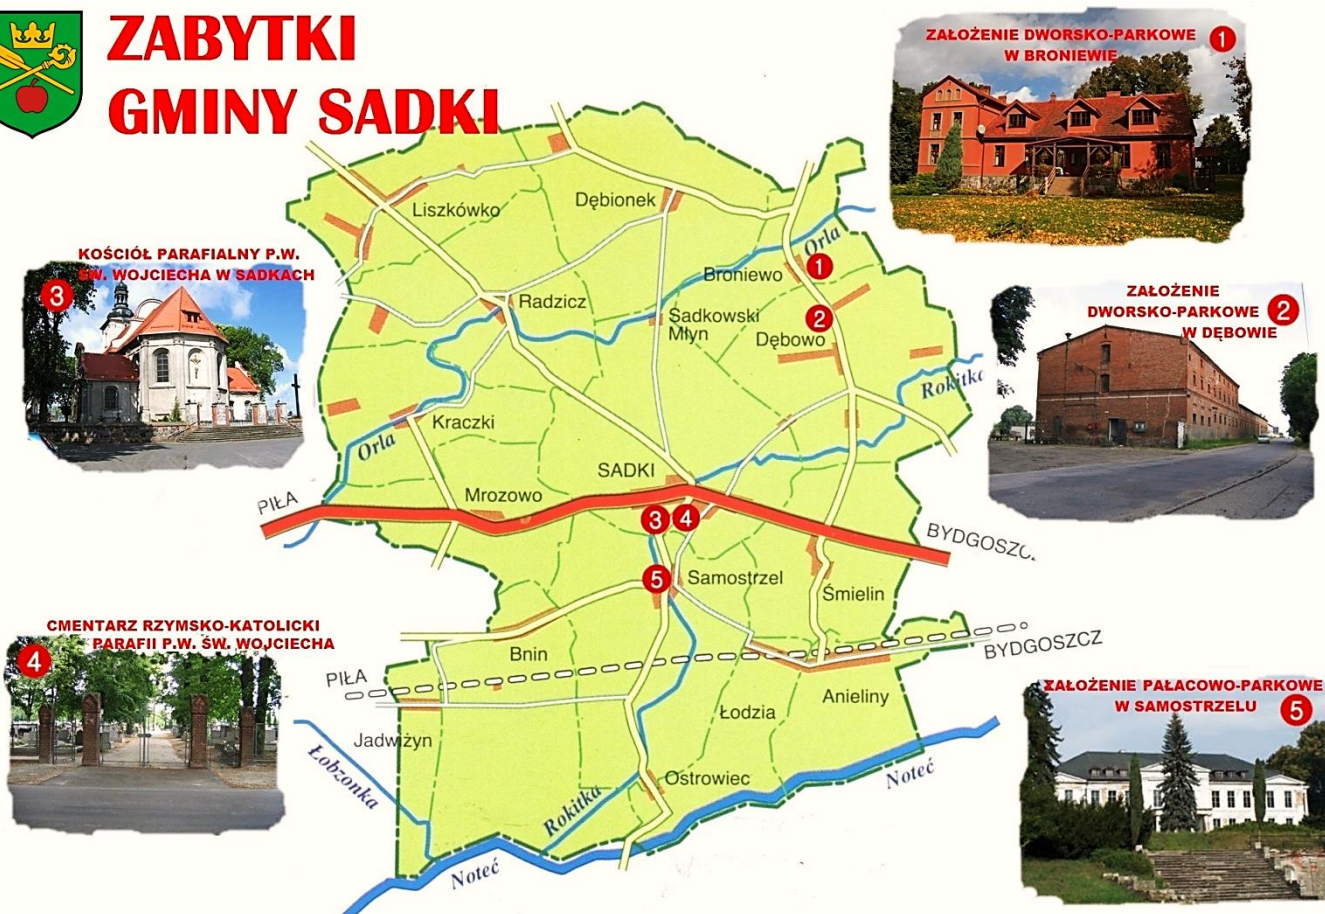 ZABYTKI
GMINY SADKI
ZAŁOŻENIE DWORSKO-PARKOWE
W BRONIEWIE
1
KOŚCIÓŁ PARAFIALNY P.W.
ŚW. WOJCIECHA W SADKACH
3
ZAŁOŻENIE
DWORSKO-PARKOWE
W DĘBOWIE
2
CMENTARZ RZYMSKO-KATOLICKI
PARAFII P.W. ŚW. WOJCIECHA
4
ZAŁOŻENIE PAŁACOWO-PARKOWE
W SAMOSTRZELU
5
Liszkówko
Dębionek
Orla
Broniewo
1
Radzicz
Sadkowski
Młyn
2
Dębowo
Rokitka
Kraczki
Orla
SADKI
Mrozowo
PIŁA
3
4
BYDGOSZC
5
Samostrzel
Śmielin
Bnin
BYDGOSZCZ
PIŁA
Anieliny
Łodzia
Jadwiżyn
Łobzonka
Ostrowiec
Rokitka
Noteć
Noteć